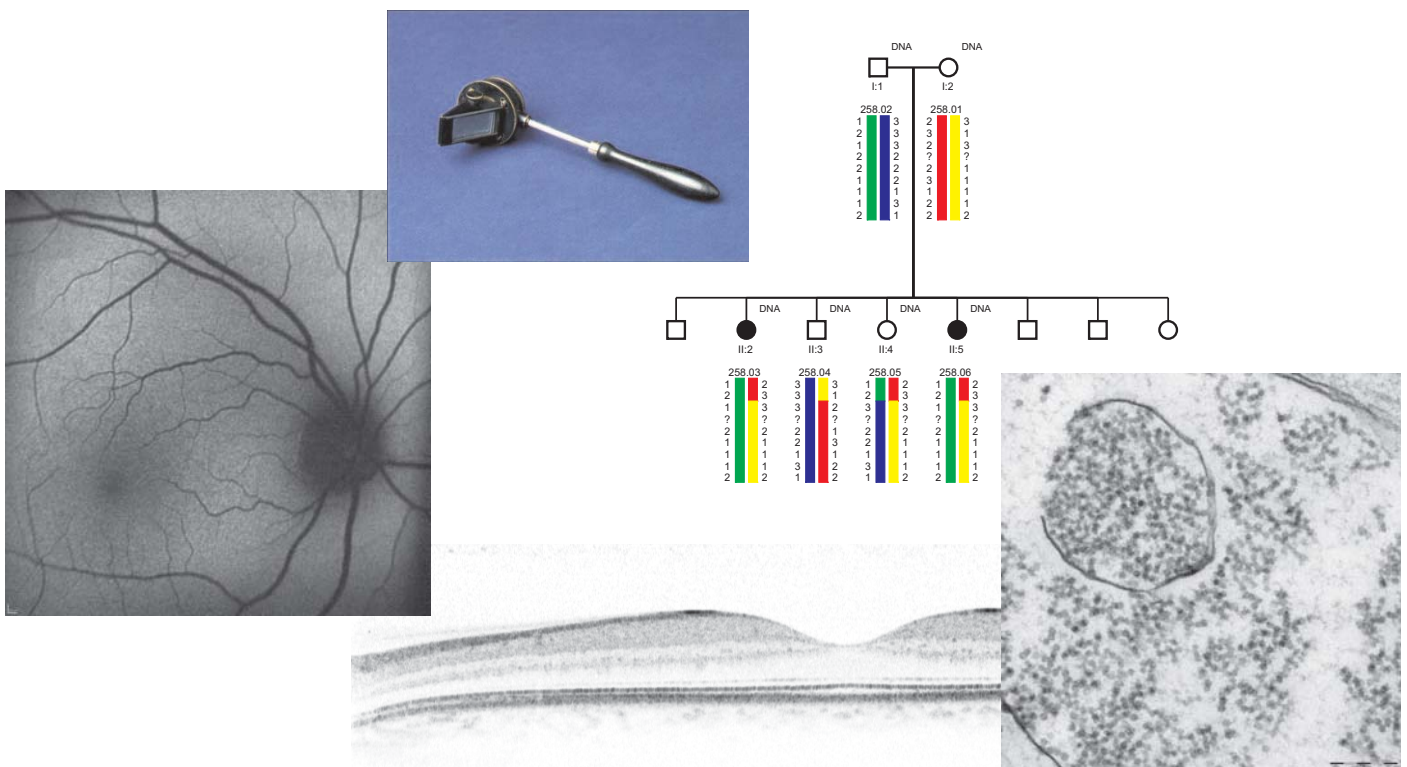 DNA DNA
I:1 I:2
258.02 258.01
1 3 2 3
2 3 3 1
1 3 2 3
2 2 ? ?
2 2 2 1
1 2 3 1
1 1 1 1
1 3 2 2
2 1 2 2
DNA DNA DNA DNA
II:2 II:3 II:4 II:5
258.03 258.04 258.05 258.06
1 2 3 3 1 2 1 2
2 3 3 1 2 3 2 3
1 3 3 2 3 3 1 3
? ? ? ? ? ? ? ?
2 2 2 1 2 2 2 2
1 1 2 3 2 1 1 1
1 1 1 1 1 1 1 1
1 1 3 2 3 1 1 1
2 2 1 2 1 2 2 2